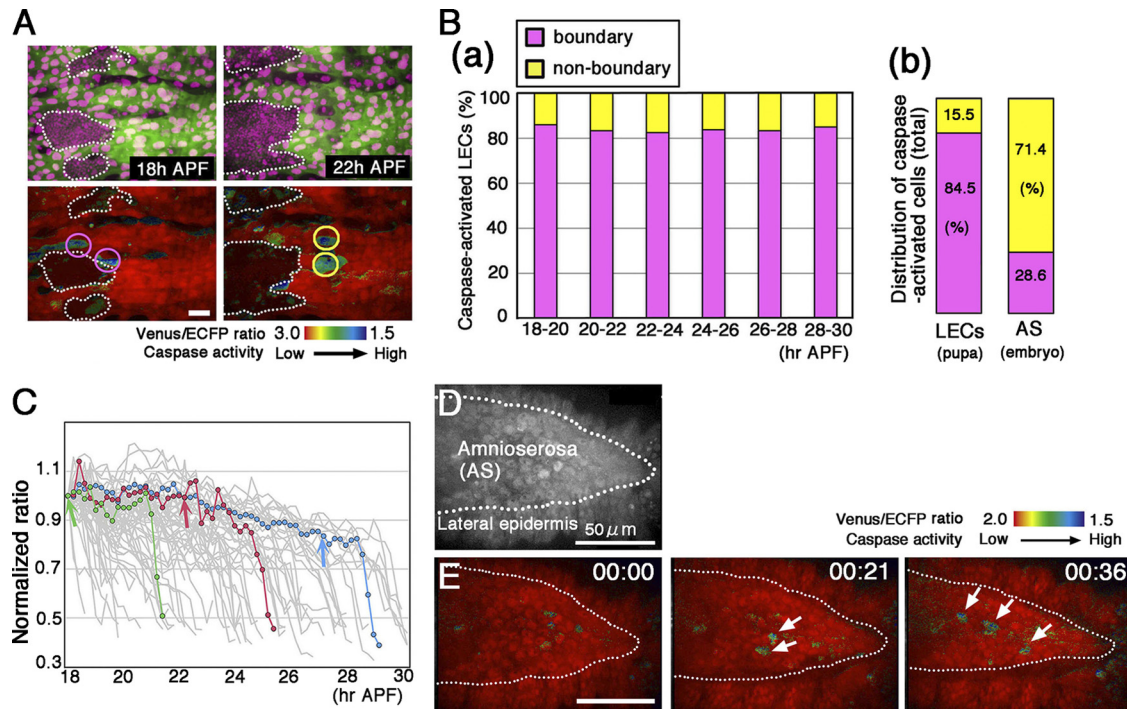 A
18h APF
22h APF
Venus/ECFP ratio 3.0 1.5
Caspase activity Low High
B
boundary
non-boundary
(a)
Caspase-activated LECs (%)
100
80
60
40
20
0
18-20 20-22 22-24 24-26 26-28 28-30
(hr APF)
(b)
Distribution of caspase
-activated cells (total)
15.5
84.5
(%)
71.4
(%)
28.6
LECs
(pupa)
AS
(embryo)
C
Normalized ratio
1.1
0.9
0.7
0.5
0.3
18 20 22 24 26 28 30
(hr APF)
D
Amnioserosa
(AS)
Lateral epidermis
50μm
Venus/ECFP ratio 2.0 1.5
Caspase activity Low High
E
00:00
00:21
00:36